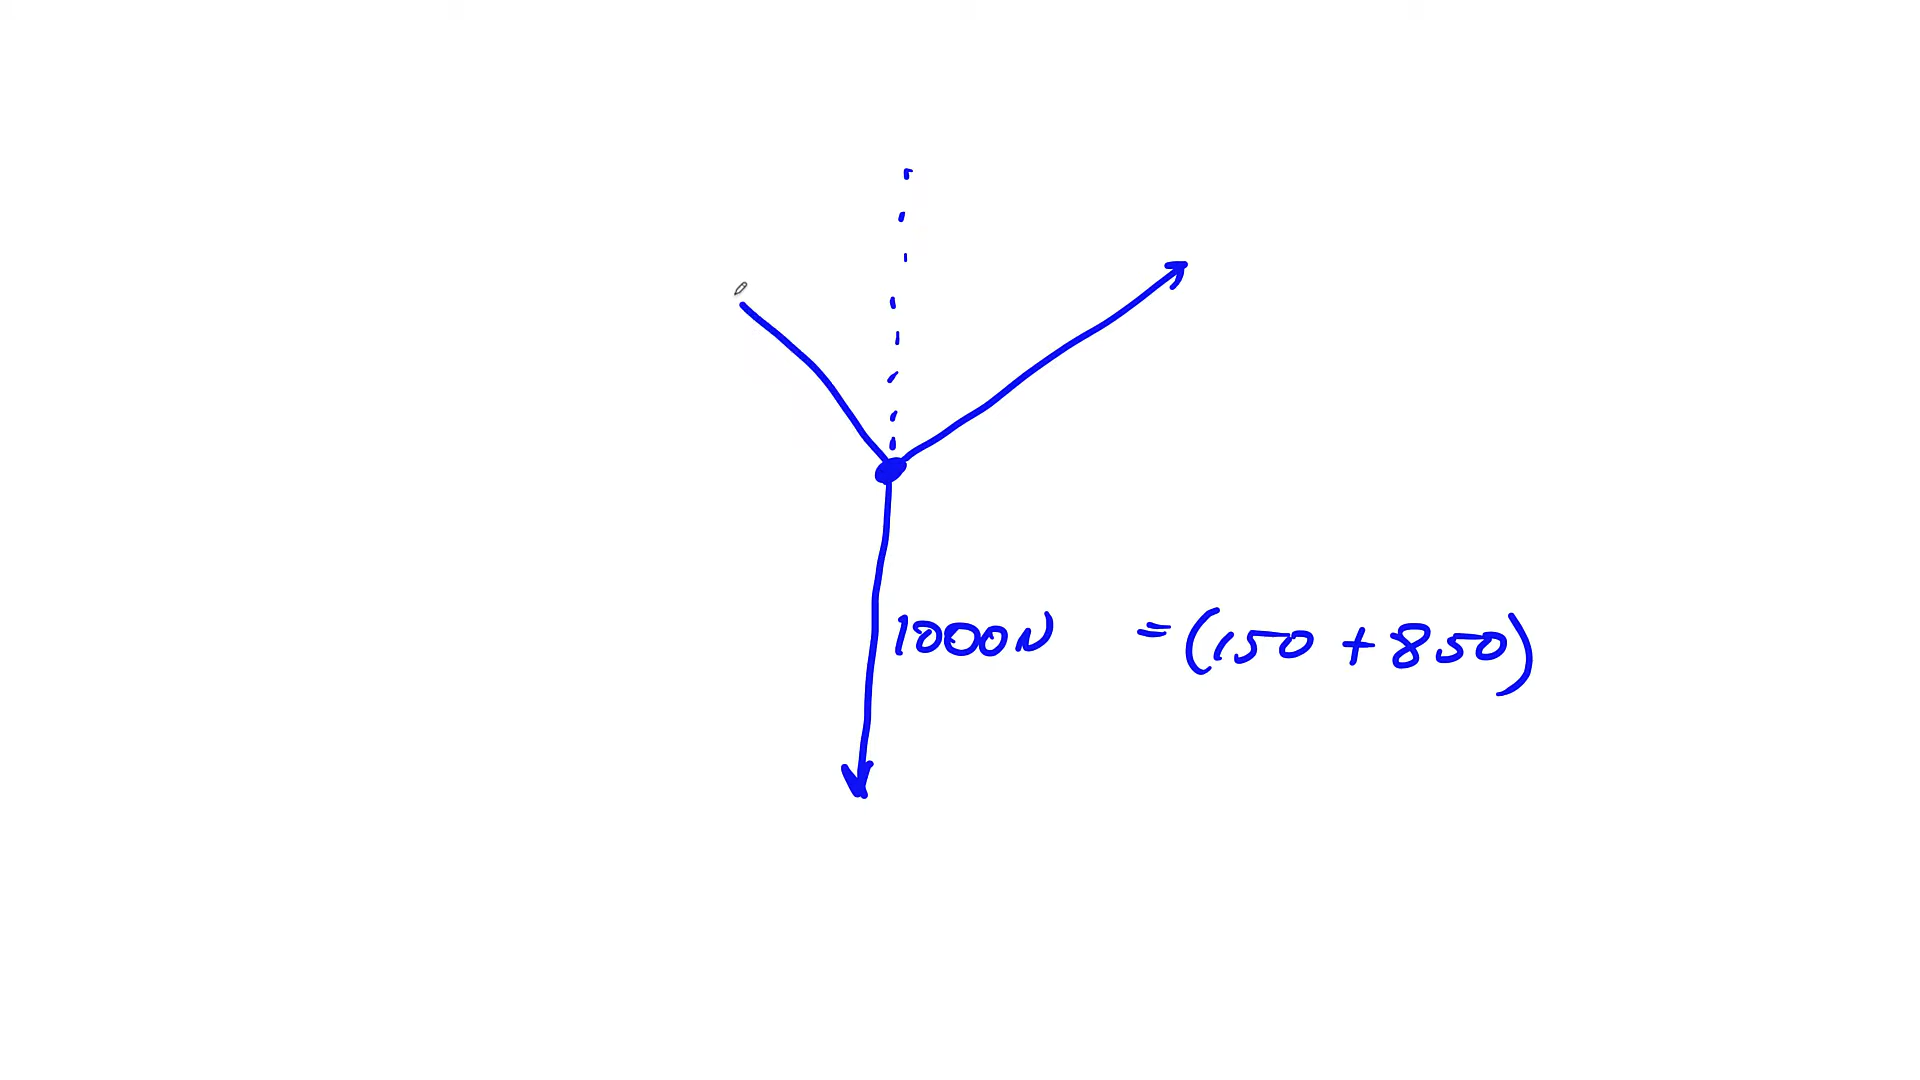 1000N = (150 + 850)